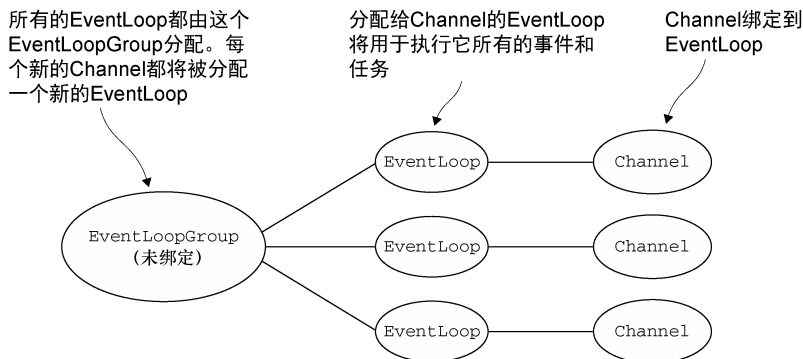 所有的EventLoop都由这个
EventLoopGroup分配。每
个新的Channel都将被分配
一个新的EventLoop
分配给Channel的EventLoop
将用于执行它所有的事件和
任务
Channel绑定到
EventLoop
EventLoopGroup
（未绑定）
EventLoop
Channel
EventLoop
Channel
EventLoop
Channel